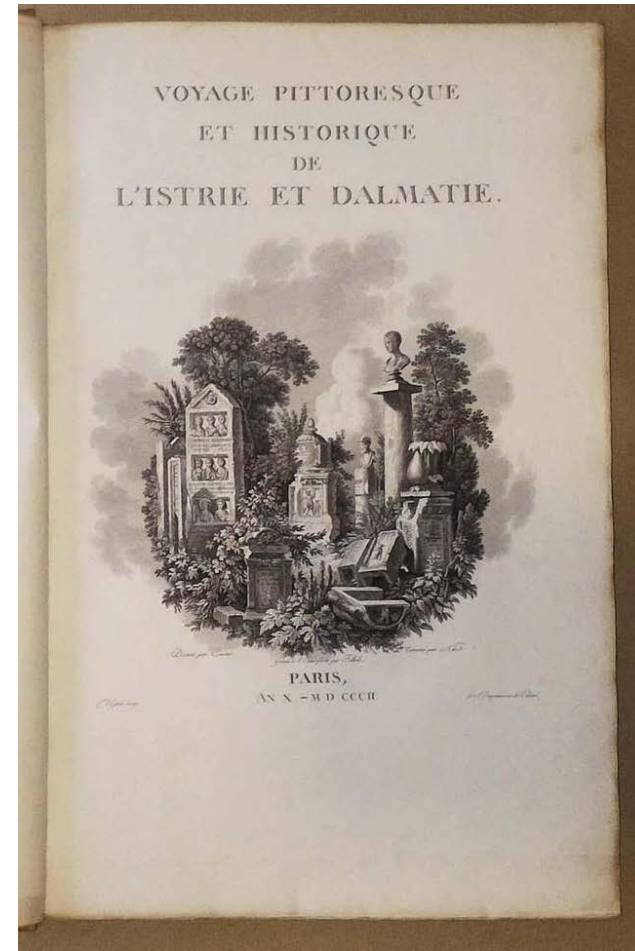 VOYAGE PITTORESQUE
ET HISTORIQUE
DE
L'ISTRIE ET DALMATIE.
PARIS,
AN X. – M D CCCII